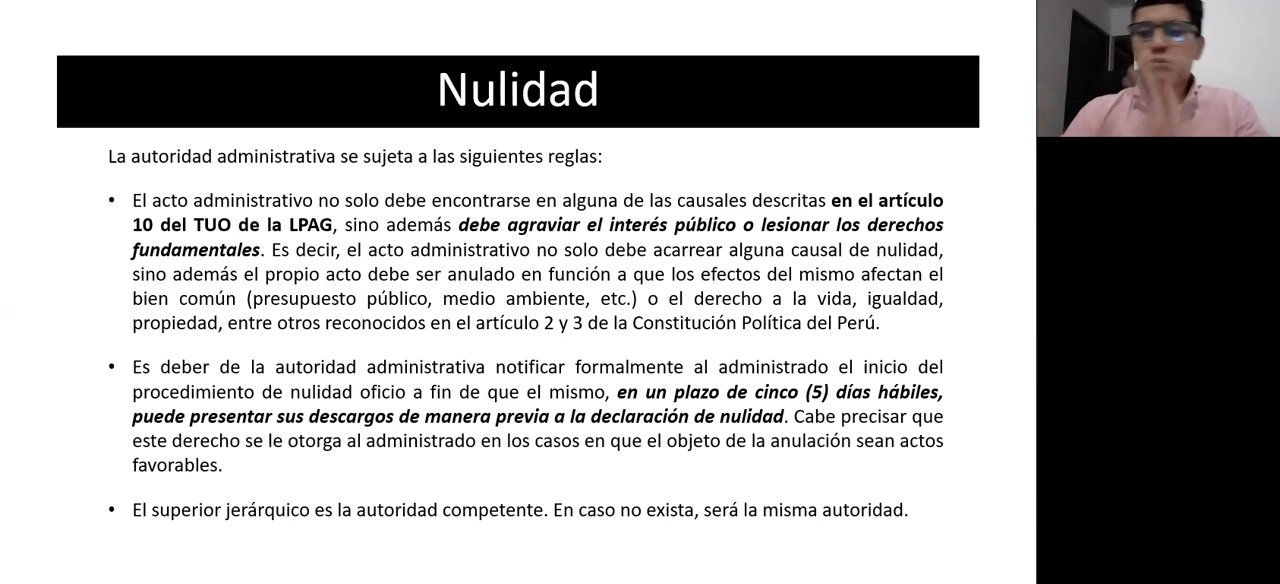 Nulidad
La autoridad administrativa se sujeta a las siguientes reglas:
• El acto administrativo no solo debe encontrarse en alguna de las causales descritas en el artículo
10 del TUO de la LPAG, sino además debe agraviar el interés público o lesionar los derechos
fundamentales. Es decir, el acto administrativo no solo debe acarrear alguna causal de nulidad,
sino además el propio acto debe ser anulado en función a que los efectos del mismo afectan el
bien común (presupuesto público, medio ambiente, etc.) o el derecho a la vida, igualdad,
propiedad, entre otros reconocidos en el artículo 2 y 3 de la Constitución Política del Perú.
• Es deber de la autoridad administrativa notificar formalmente al administrado el inicio del
procedimiento de nulidad oficio a fin de que el mismo, en un plazo de cinco (5) días hábiles,
puede presentar sus descargos de manera previa a la declaración de nulidad. Cabe precisar que
este derecho se le otorga al administrado en los casos en que el objeto de la anulación sean actos
favorables.
• El superior jerárquico es la autoridad competente. En caso no exista, será la misma autoridad.